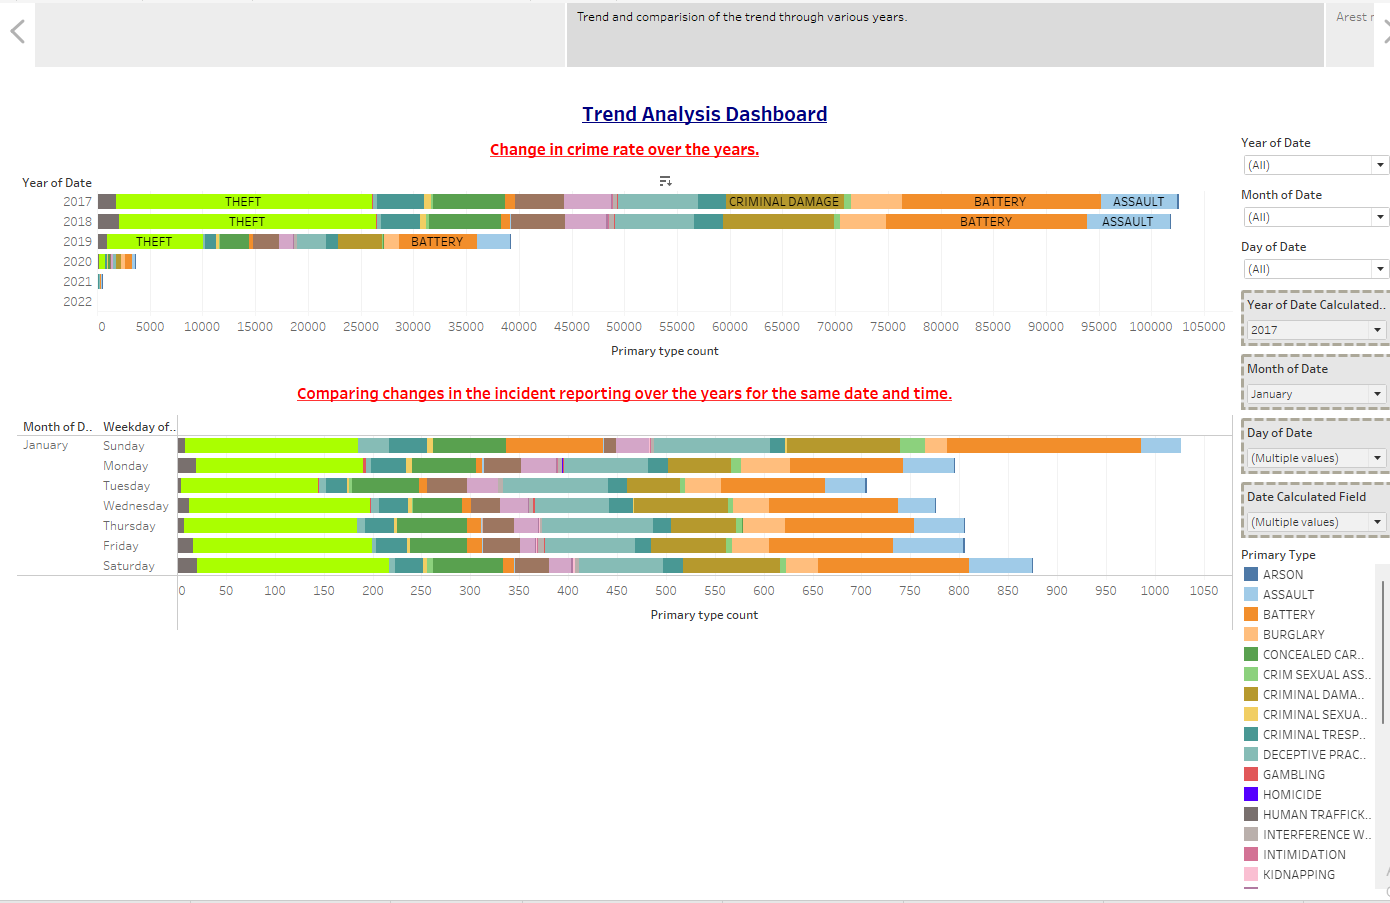 Trend and comparision of the trend through various years.
Arest r
Trend Analysis Dashboard
Change in crime rate over the years.
Year of Date
2017 THEFT CRIMINAL DAMAGE BATTERY ASSAULT
2018 THEFT BATTERY ASSAULT
2019 THEFT BATTERY
2020
2021
2022
0 5000 10000 15000 20000 25000 30000 35000 40000 45000 50000 55000 60000 65000 70000 75000 80000 85000 90000 95000 100000 105000
Primary type count
Comparing changes in the incident reporting over the years for the same date and time.
Month of D.. Weekday of..
January Sunday
Monday
Tuesday
Wednesday
Thursday
Friday
Saturday
0 50 100 150 200 250 300 350 400 450 500 550 600 650 700 750 800 850 900 950 1000 1050
Primary type count
Year of Date
(All)
Month of Date
(All)
Day of Date
(All)
Year of Date Calculated..
2017
Month of Date
January
Day of Date
(Multiple values)
Date Calculated Field
(Multiple values)
Primary Type
ARSON
ASSAULT
BATTERY
BURGLARY
CONCEALED CAR..
CRIM SEXUAL ASS..
CRIMINAL DAMA..
CRIMINAL SEXUA..
CRIMINAL TRESP..
DECEPTIVE PRAC..
GAMBLING
HOMICIDE
HUMAN TRAFFICK..
INTERFERENCE W..
INTIMIDATION
KIDNAPPING